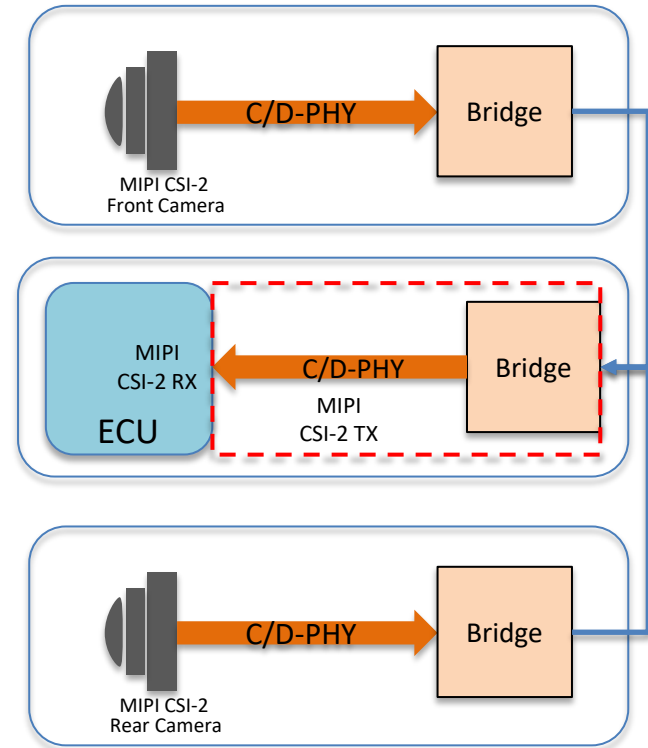 C/D-PHY
Bridge
MIPI CSI-2
Front Camera
MIPI
CSI-2 RX
ECU
C/D-PHY
MIPI
CSI-2 TX
Bridge
C/D-PHY
Bridge
MIPI CSI-2
Rear Camera